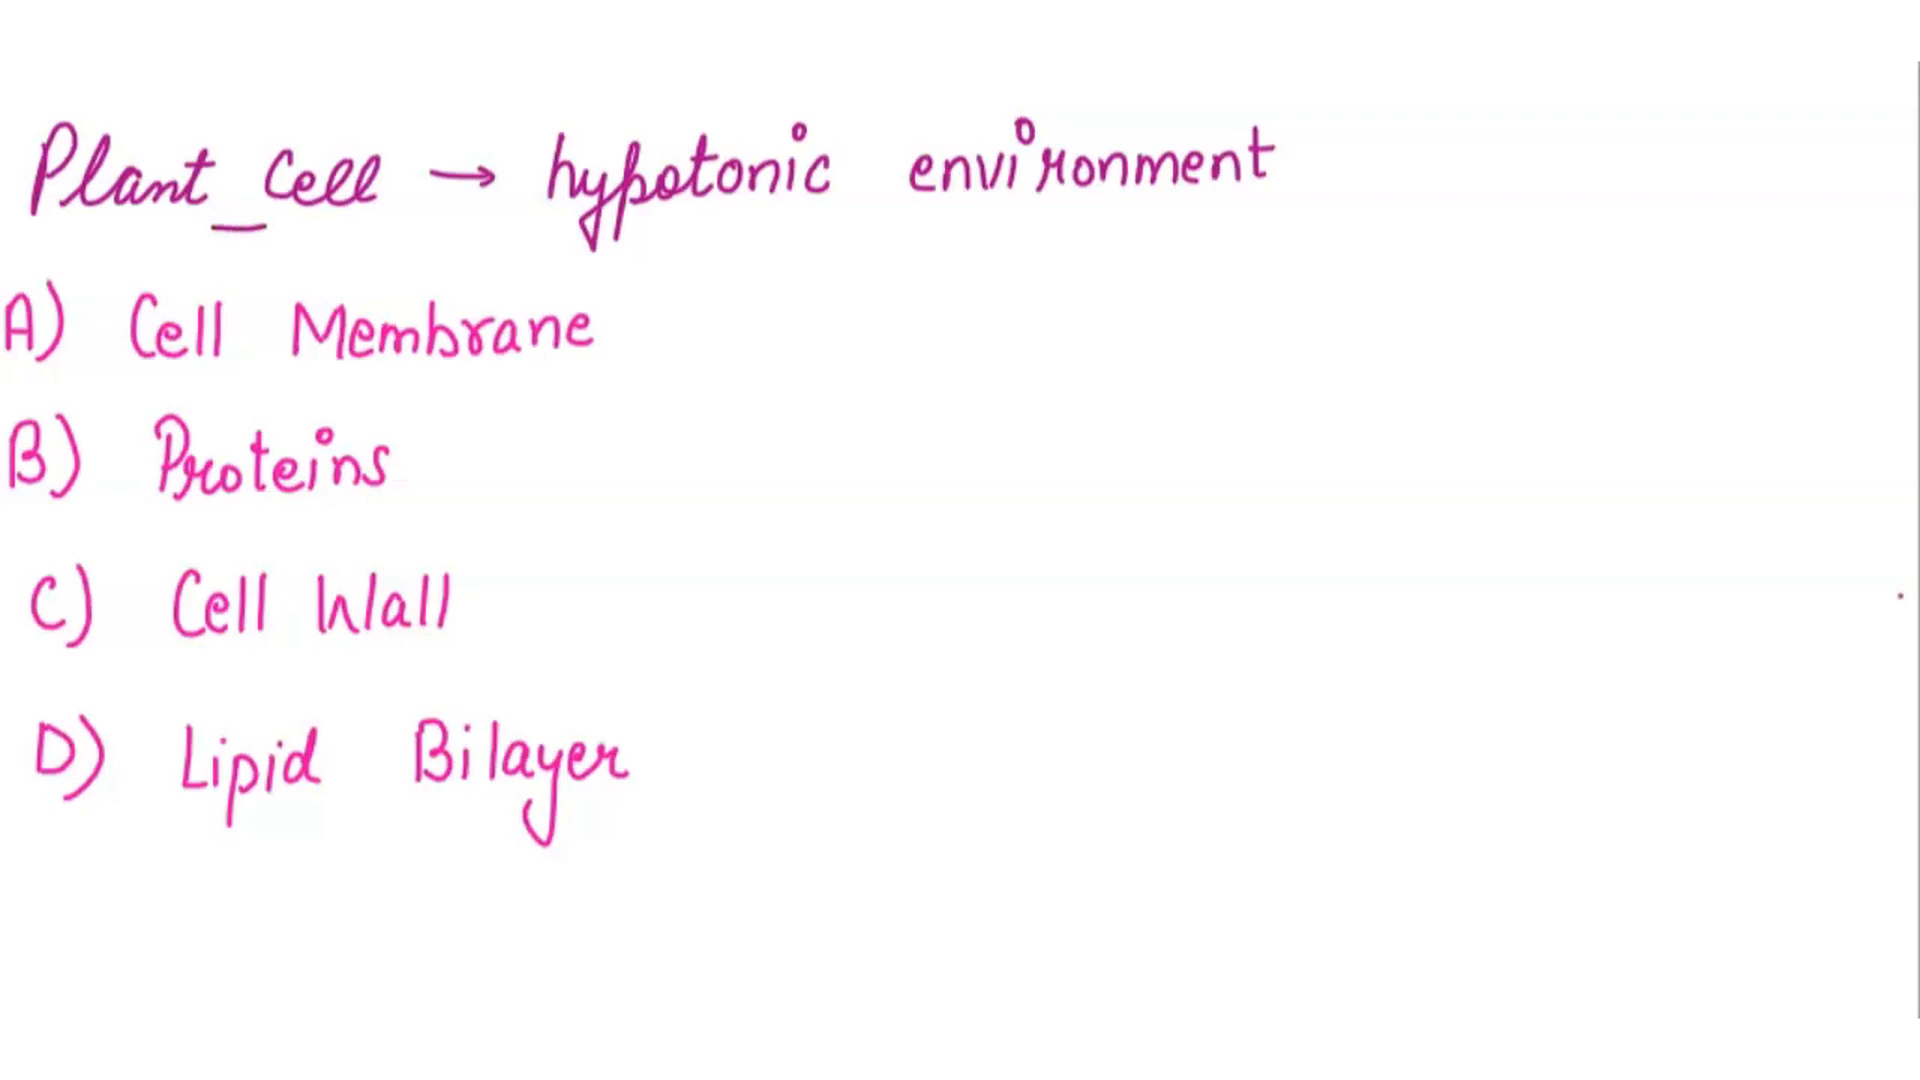 Plant_Cell → hypotonic environment
A) Cell Membrane
B) Proteins
C) Cell Wall
D) Lipid Bilayer